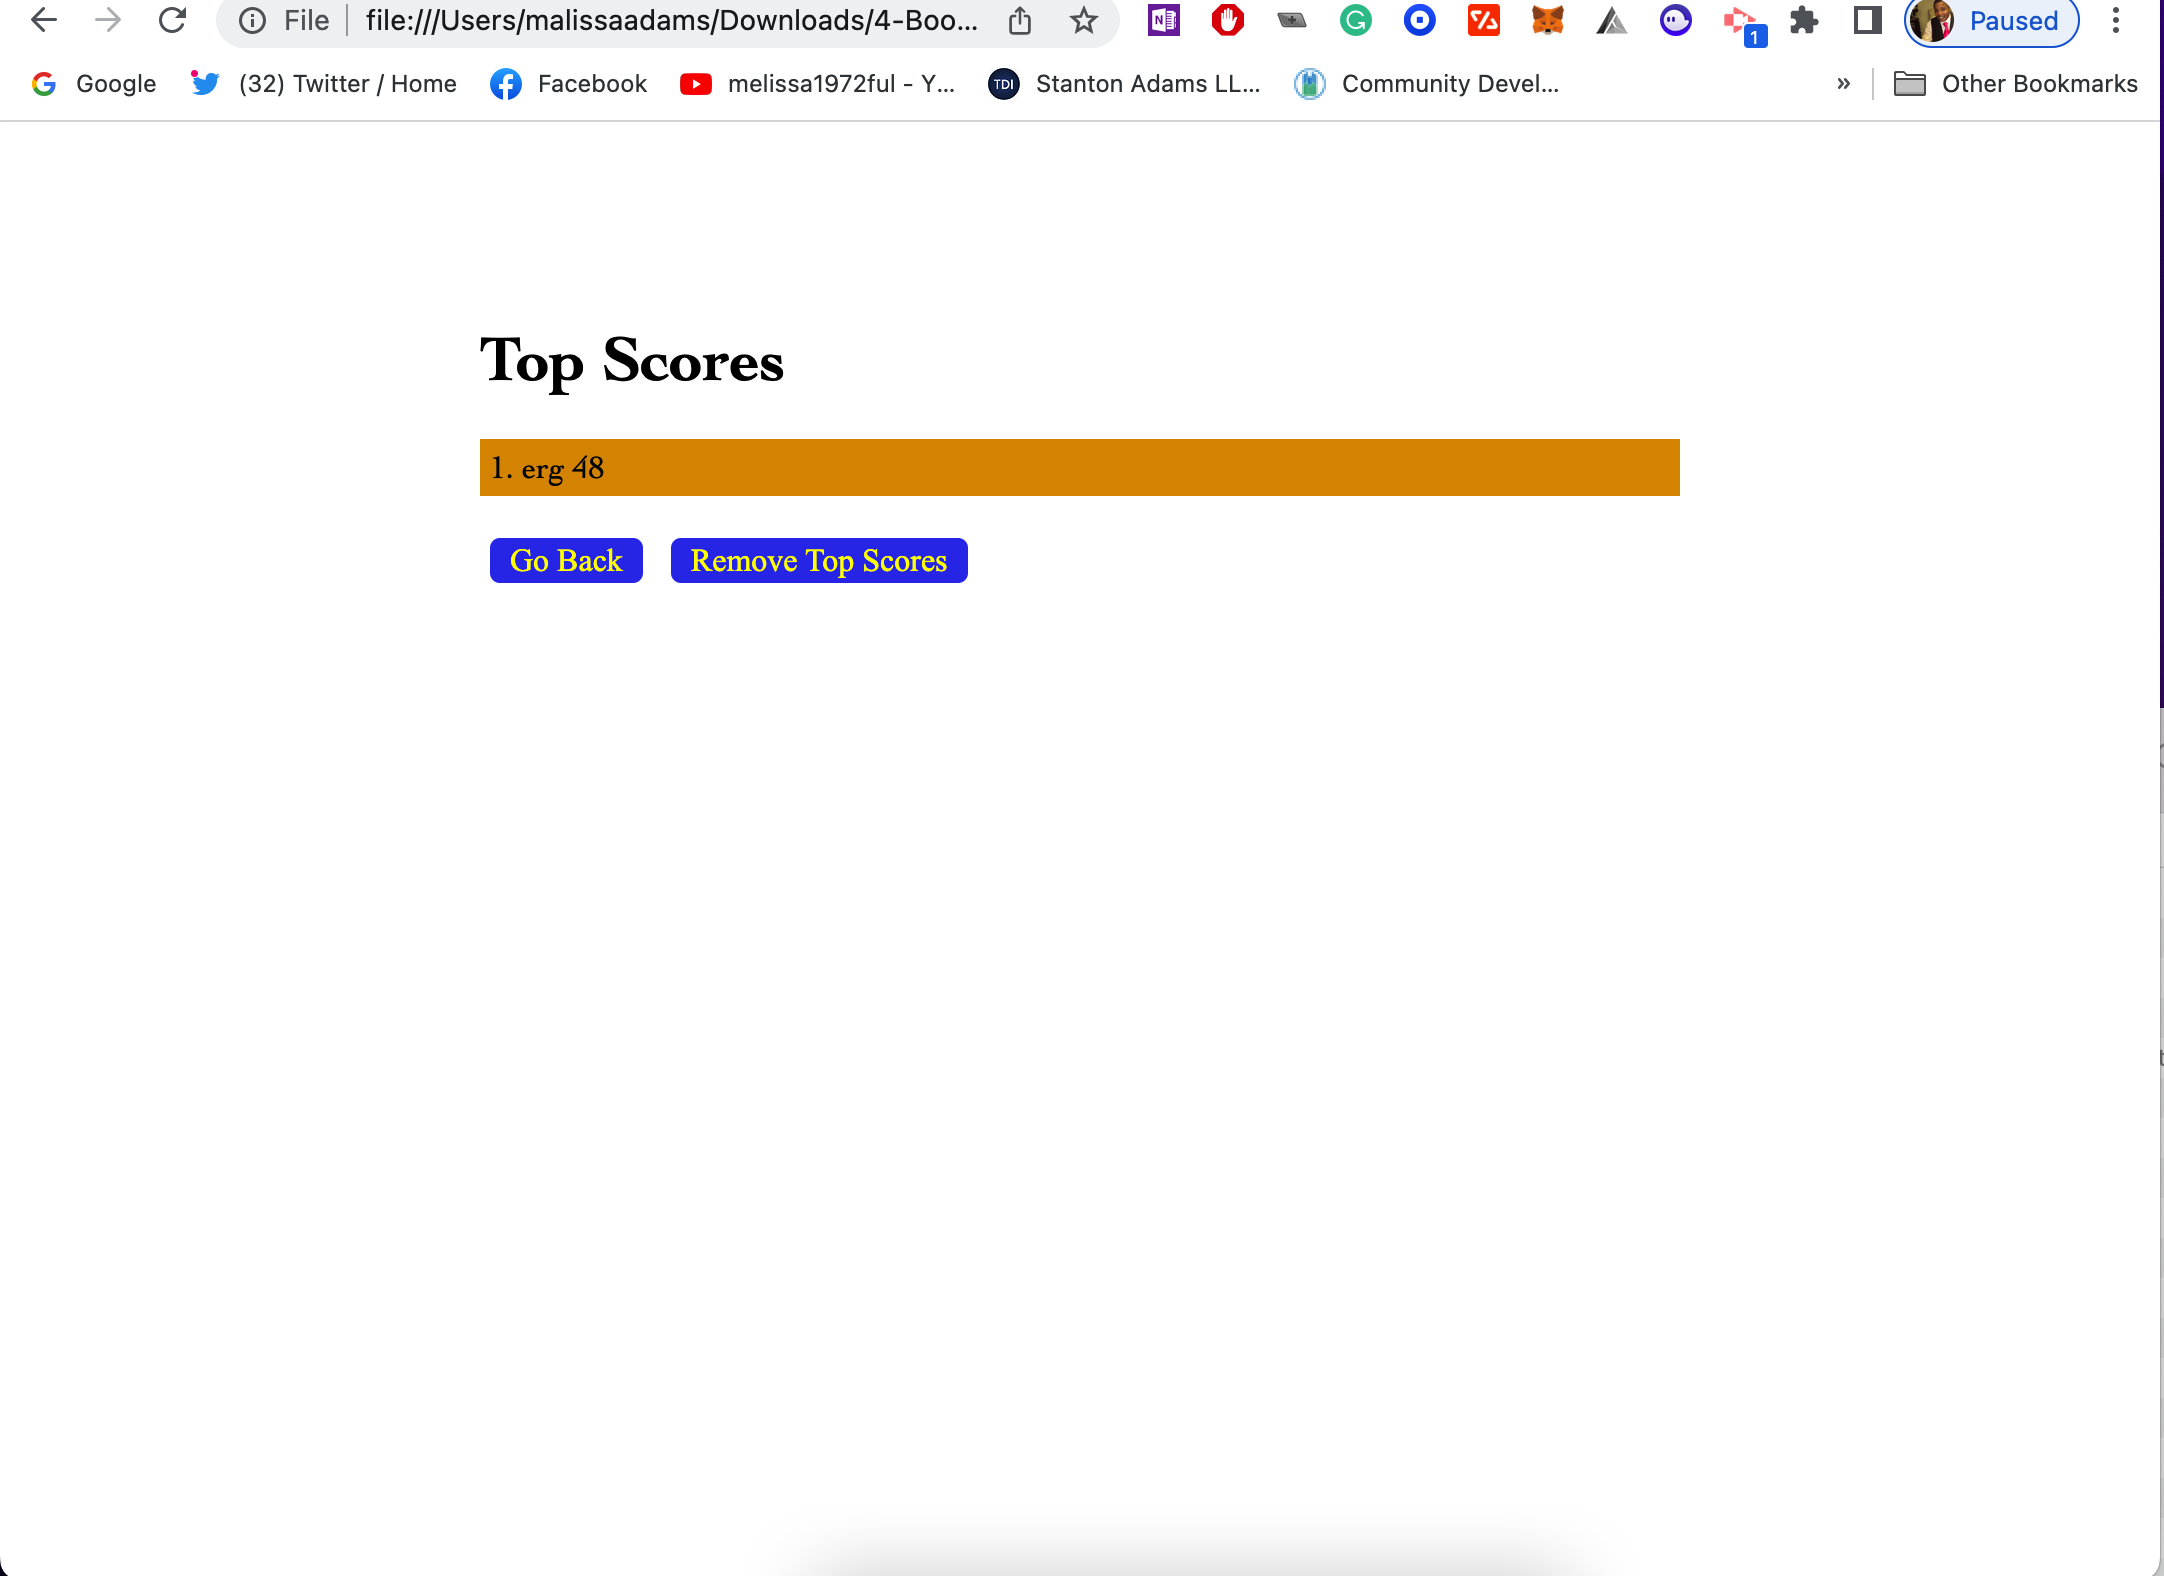 File file:///Users/malissaadams/Downloads/4-Boo... 1 Paused
Google (32) Twitter / Home Facebook melissa1972ful - Y... TDI Stanton Adams LL... Community Devel... » Other Bookmarks
Top Scores
1. erg 48
Go Back Remove Top Scores